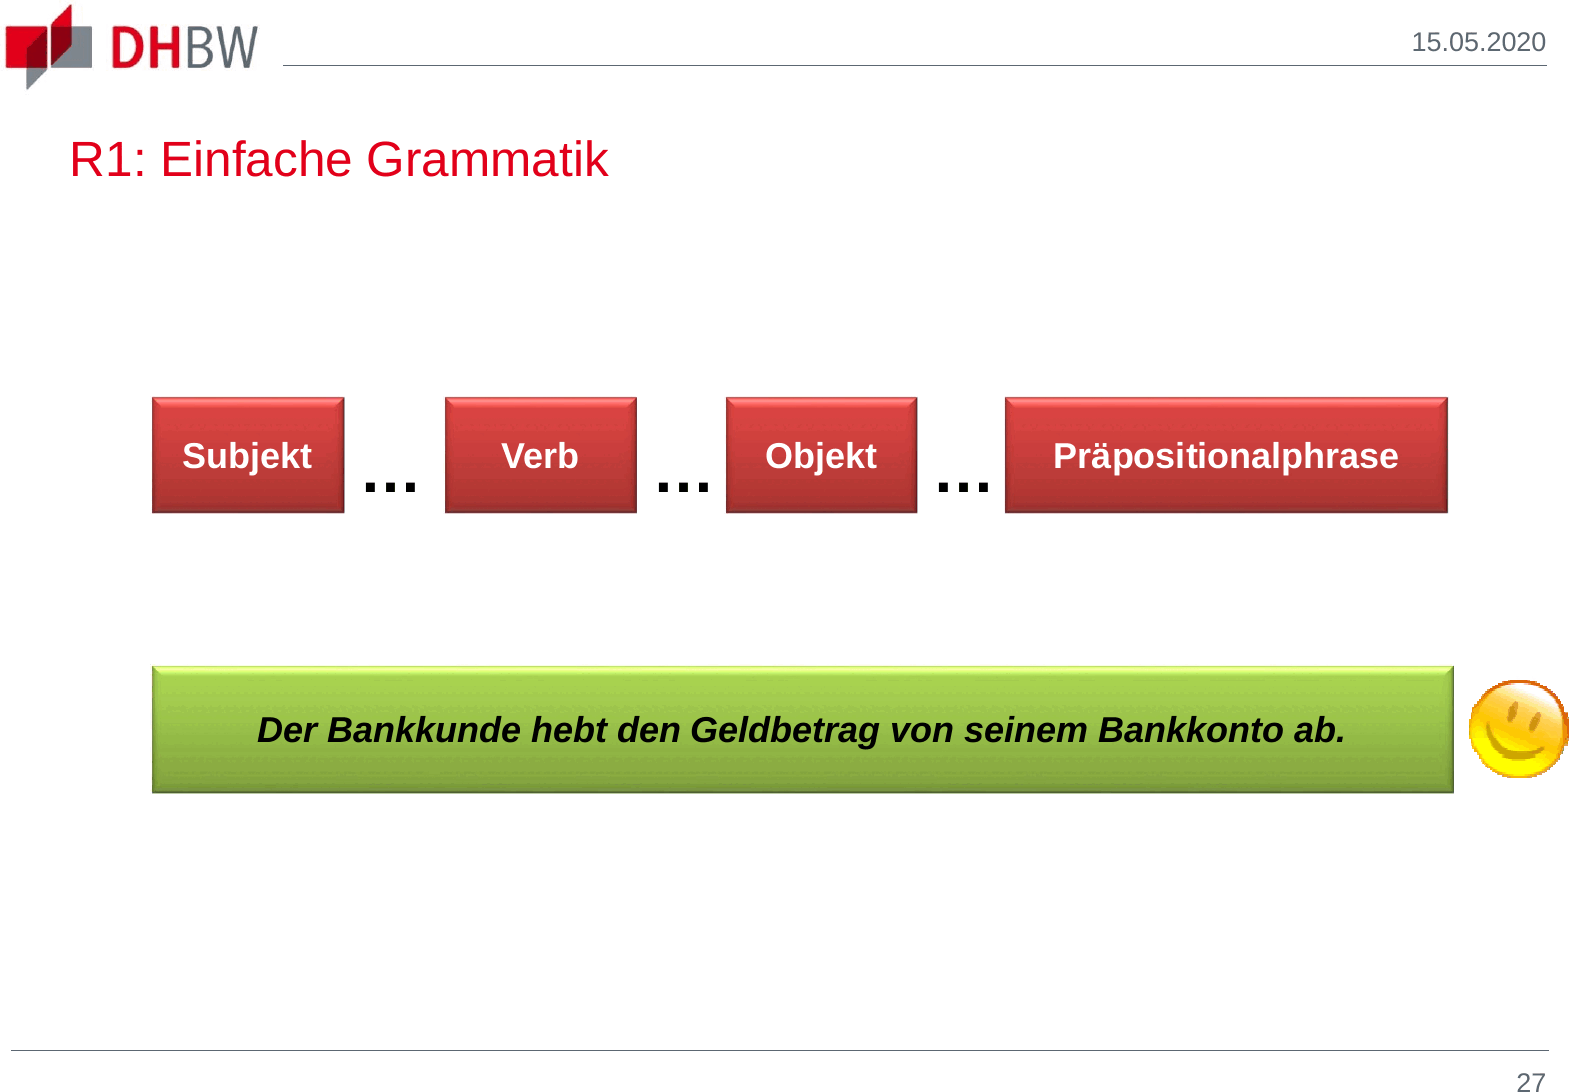 DHBW
15.05.2020
R1: Einfache Grammatik
Subjekt ... Verb ... Objekt ... Präpositionalphrase
Der Bankkunde hebt den Geldbetrag von seinem Bankkonto ab.
27